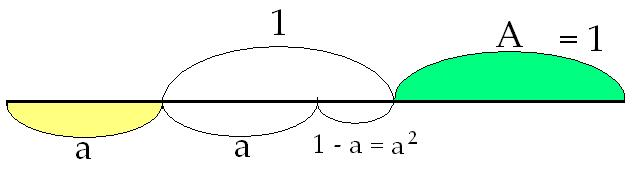 1
A = 1
a
a
1 - a = a²